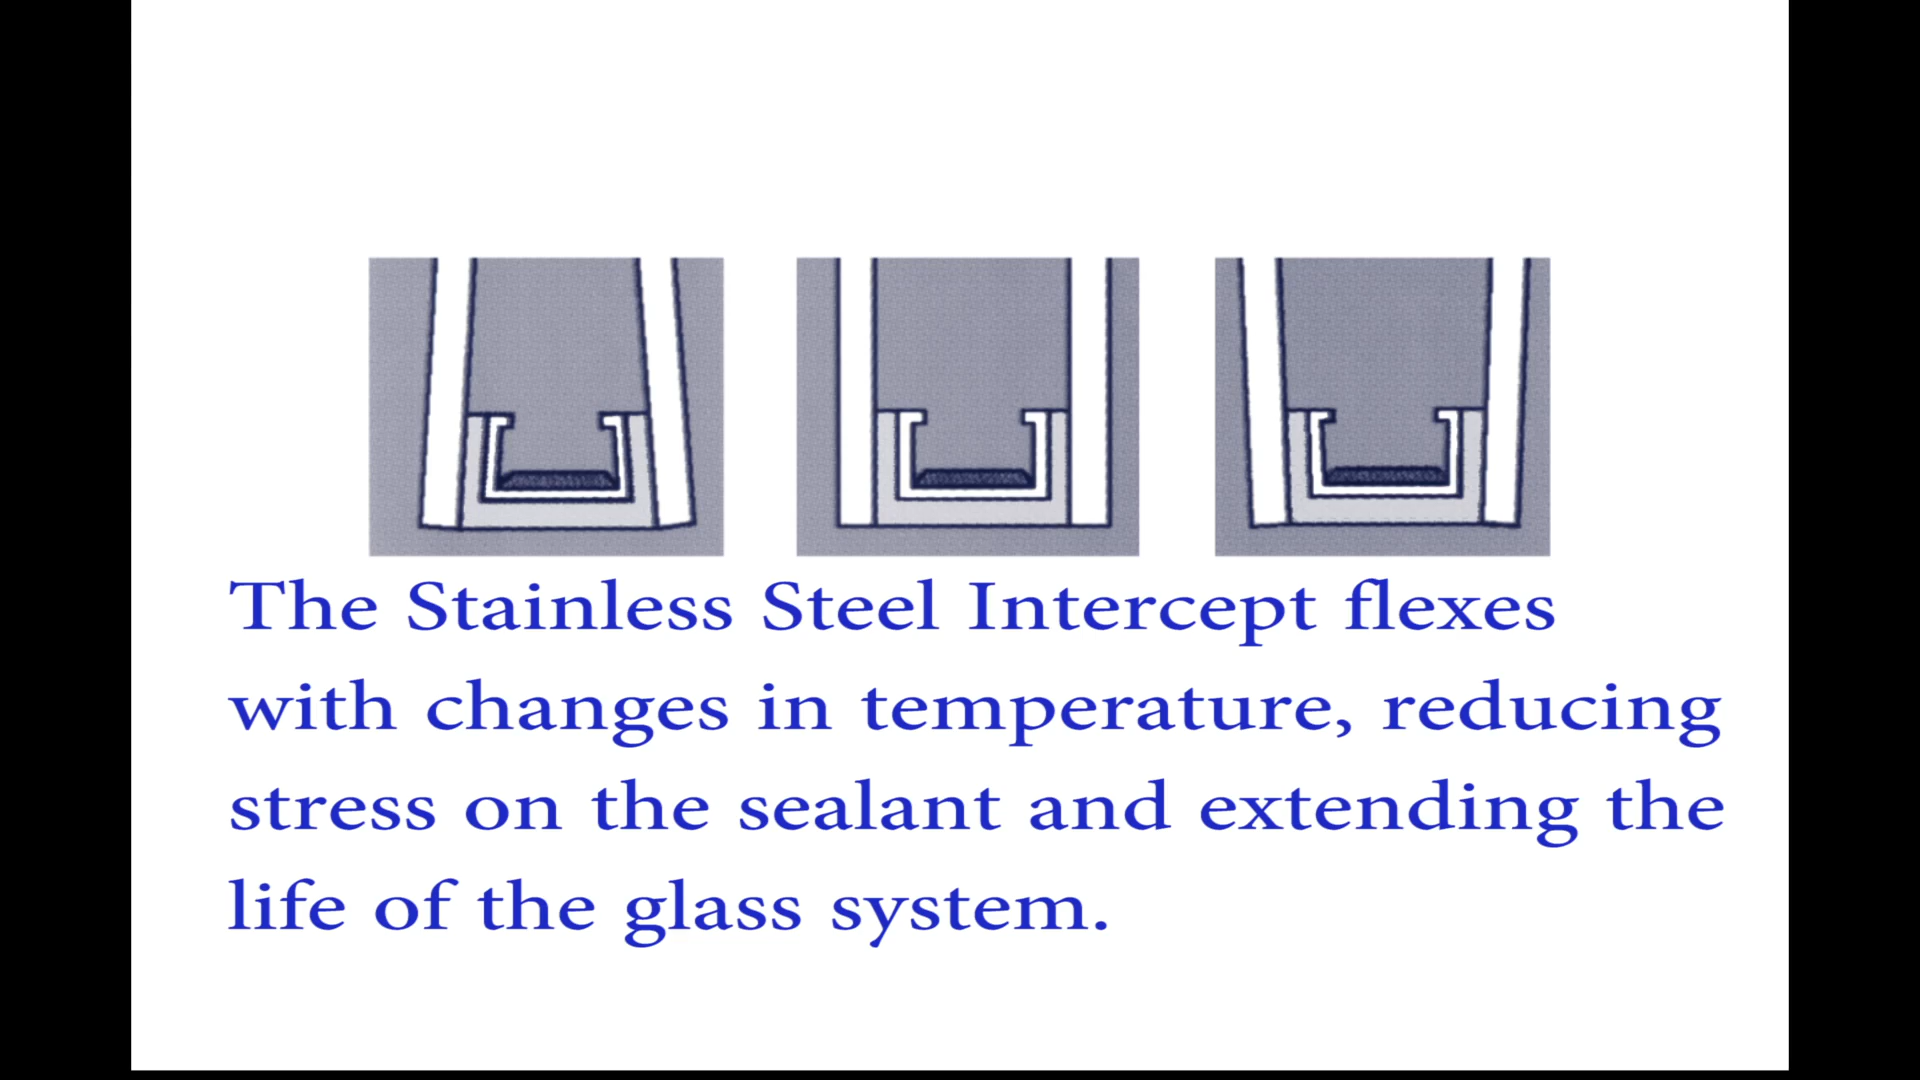 The Stainless Steel Intercept flexes
with changes in temperature, reducing
stress on the sealant and extending the
life of the glass system.